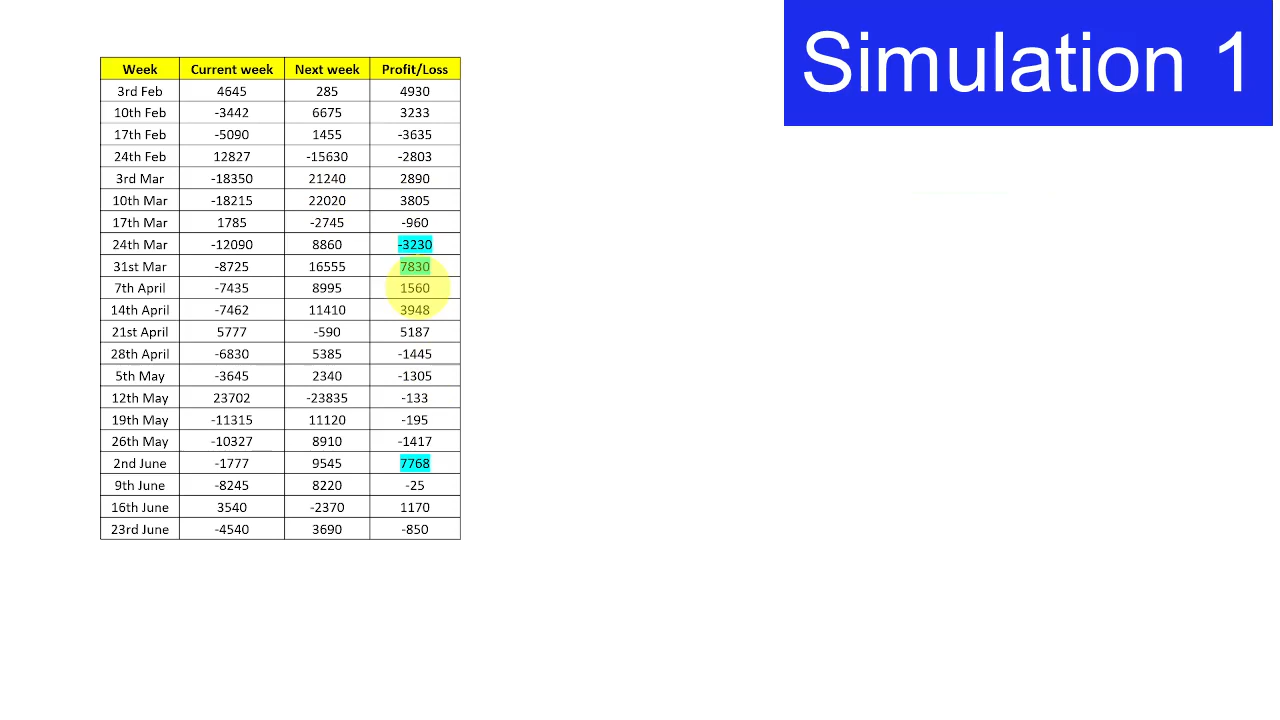 Simulation 1
Week Current week Next week Profit/Loss
3rd Feb 4645 285 4930
10th Feb -3442 6675 3233
17th Feb -5090 1455 -3635
24th Feb 12827 -15630 -2803
3rd Mar -18350 21240 2890
10th Mar -18215 22020 3805
17th Mar 1785 -2745 -960
24th Mar -12090 8860 -3230
31st Mar -8725 16555 7830
7th April -7435 8995 1560
14th April -7462 11410 3948
21st April 5777 -590 5187
28th April -6830 5385 -1445
5th May -3645 2340 -1305
12th May 23702 -23835 -133
19th May -11315 11120 -195
26th May -10327 8910 -1417
2nd June -1777 9545 7768
9th June -8245 8220 -25
16th June 3540 -2370 1170
23rd June -4540 3690 -850